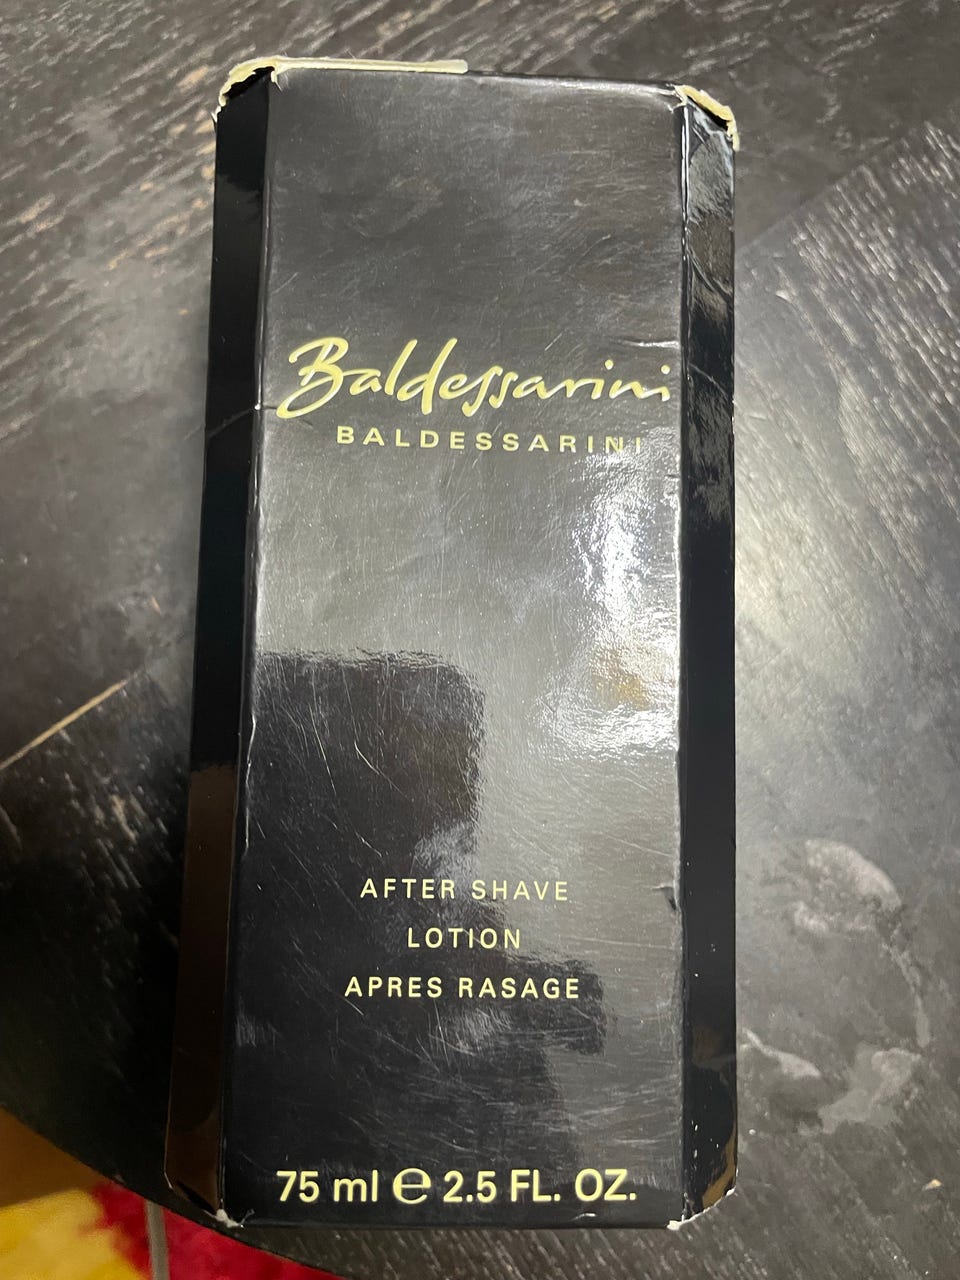 Baldessarini
BALDESSARINI
AFTER SHAVE
LOTION
APRES RASAGE
75 ml ℮ 2.5 FL. OZ.